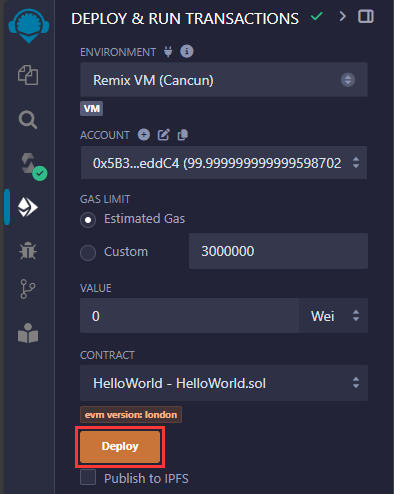 DEPLOY & RUN TRANSACTIONS
ENVIRONMENT
Remix VM (Cancun)
VM
ACCOUNT
0x5B3...eddC4 (99.999999999999598702
GAS LIMIT
Estimated Gas
Custom 3000000
VALUE
0 Wei
CONTRACT
HelloWorld - HelloWorld.sol
evm version: london
Deploy
Publish to IPFS